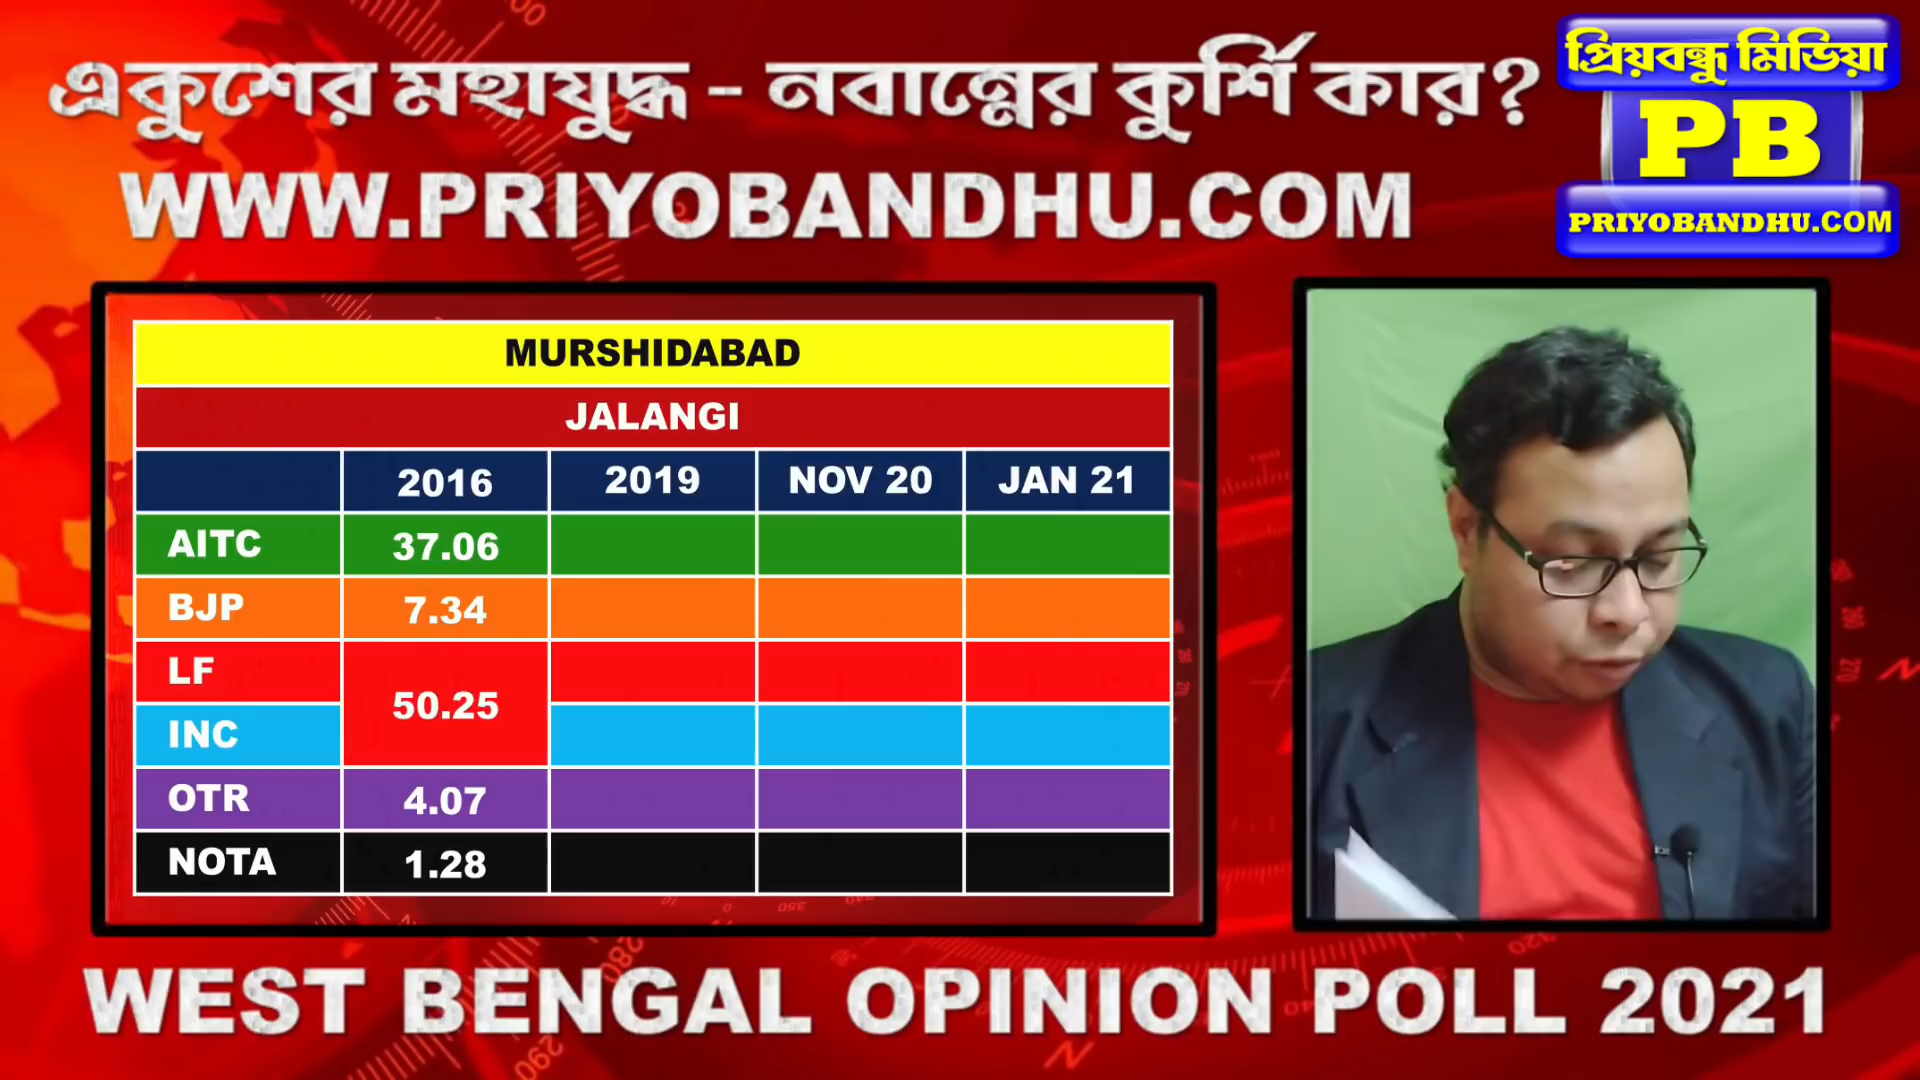 একুশের মহাযুদ্ধ - নবান্নের কুর্শি কার?
WWW.PRIYOBANDHU.COM
প্রিয়বন্ধু মিডিয়া
PB
PRIYOBANDHU.COM
MURSHIDABAD
JALANGI
2016 2019 NOV 20 JAN 21
AITC 37.06
BJP 7.34
LF
50.25
INC
OTR 4.07
NOTA 1.28
WEST BENGAL OPINION POLL 2021